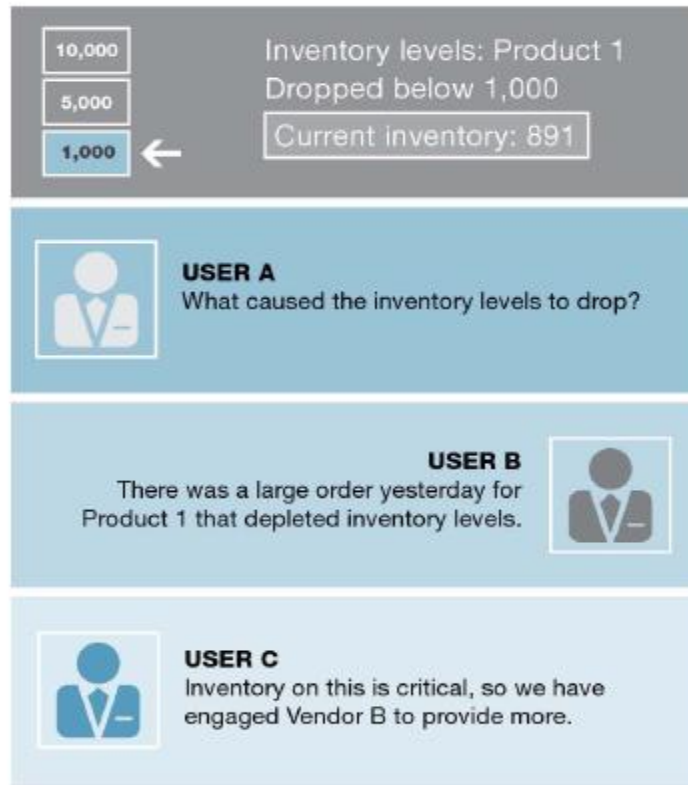 10,000
5,000
1,000
Inventory levels: Product 1
Dropped below 1,000
Current inventory: 891
USER A
What caused the inventory levels to drop?
USER B
There was a large order yesterday for
Product 1 that depleted inventory levels.
USER C
Inventory on this is critical, so we have
engaged Vendor B to provide more.